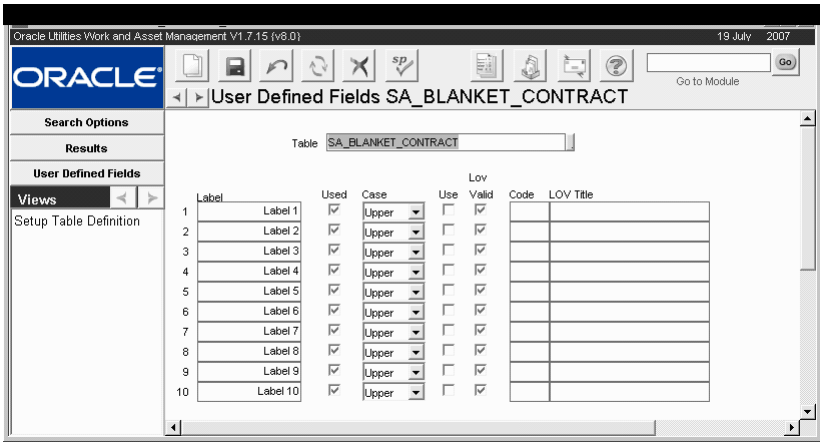 Oracle Utilities Work and Asset Management V1.7.15 {v8.0} 19 July 2007
ORACLE
sp
Go
Go to Module
User Defined Fields SA_BLANKET_CONTRACT
Search Options
Results
User Defined Fields
Views
Setup Table Definition
Table SA_BLANKET_CONTRACT
Lov
Label Used Case Use Valid Code LOV Title
1 Label 1 Upper
2 Label 2 Upper
3 Label 3 Upper
4 Label 4 Upper
5 Label 5 Upper
6 Label 6 Upper
7 Label 7 Upper
8 Label 8 Upper
9 Label 9 Upper
10 Label 10 Upper